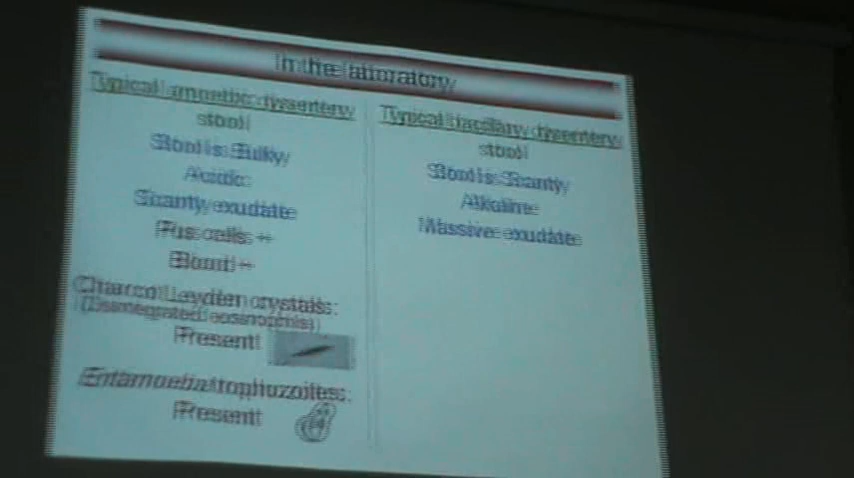 In the laboratory
Typical amoebic dysentery
stool
Stool is Bulky
Acidic
Scanty exudate
Pus cells +
Blood +
Charcot Leyden crystals:
(Disintegrated eosinophils)
Present
Entamoeba trophozoites:
Present
Typical bacillary dysentery
stool
Stool is Scanty
Alkaline
Massive exudate